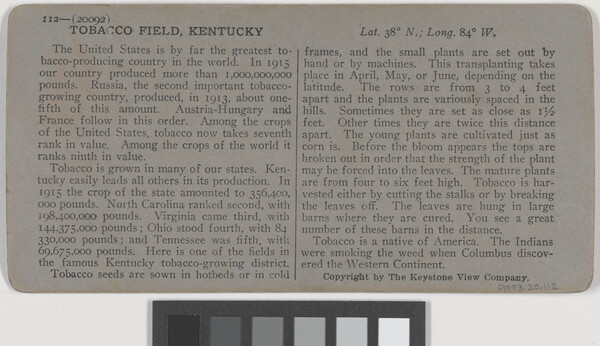 112—(20092)
TOBACCO FIELD, KENTUCKY
Lat. 38° N.; Long. 84° W.
The United States is by far the greatest to-
bacco-producing country in the world. In 1915
our country produced more than 1,000,000,000
pounds. Russia, the second important tobacco-
growing country, produced, in 1913, about one-
fifth of this amount. Austria-Hungary and
France follow in this order. Among the crops
of the United States, tobacco now takes seventh
rank in value. Among the crops of the world it
ranks ninth in value.
Tobacco is grown in many of our states. Ken-
tucky easily leads all others in its production. In
1915 the crop of the state amounted to 356,400,
000 pounds. North Carolina ranked second, with
198,400,000 pounds. Virginia came third, with
144,375,000 pounds; Ohio stood fourth, with 84
330,000 pounds; and Tennessee was fifth, with
69,675,000 pounds. Here is one of the fields in
the famous Kentucky tobacco-growing district.
Tobacco seeds are sown in hotbeds or in cold
frames, and the small plants are set out by
hand or by machines. This transplanting takes
place in April, May, or June, depending on the
latitude. The rows are from 3 to 4 feet
apart and the plants are variously spaced in the
hills. Sometimes they are set as close as 1½
feet. Other times they are twice this distance
apart. The young plants are cultivated just as
corn is. Before the bloom appears the tops are
broken out in order that the strength of the plant
may be forced into the leaves. The mature plants
are from four to six feet high. Tobacco is har-
vested either by cutting the stalks or by breaking
the leaves off. The leaves are hung in large
barns where they are cured. You see a great
number of these barns in the distance.
Tobacco is a native of America. The Indians
were smoking the weed when Columbus discov-
ered the Western Continent.
Copyright by The Keystone View Company.
A993.20.112